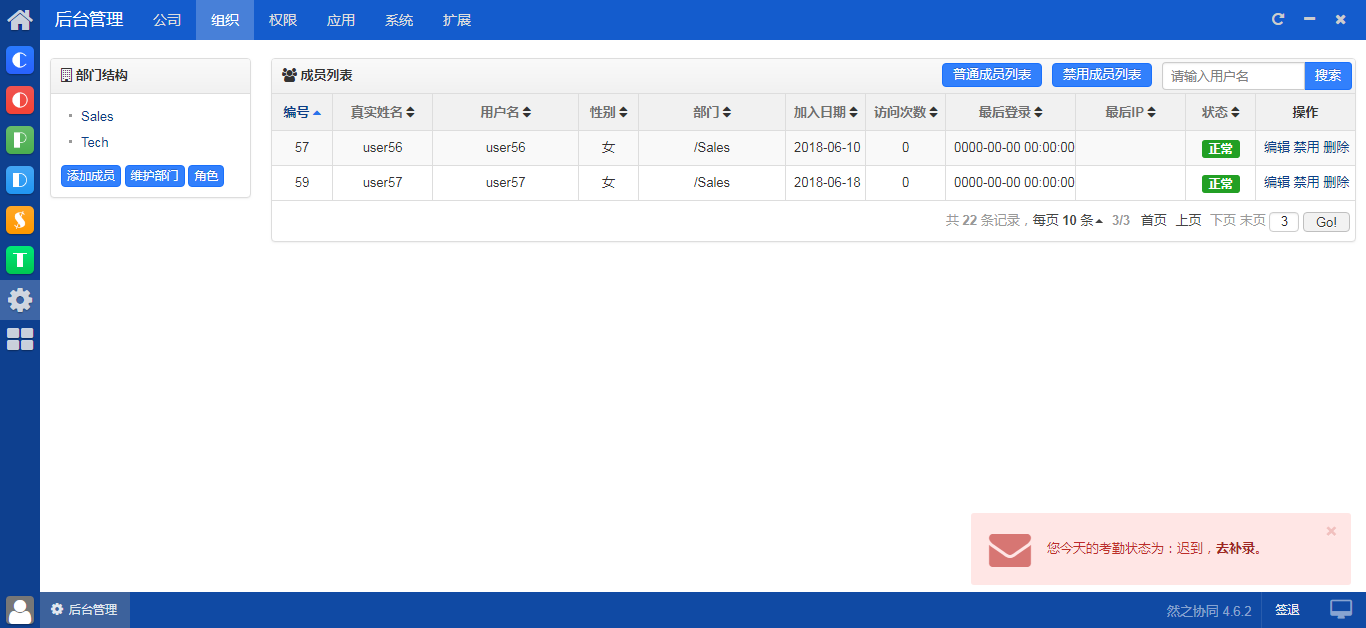 后台管理 公司 组织 权限 应用 系统 扩展
部门结构
Sales
Tech
添加成员 维护部门 角色
成员列表 普通成员列表 禁用成员列表 请输入用户名 搜索
编号 真实姓名 用户名 性别 部门 加入日期 访问次数 最后登录 最后IP 状态 操作
57 user56 user56 女 /Sales 2018-06-10 0 0000-00-00 00:00:00 正常 编辑 禁用 删除
59 user57 user57 女 /Sales 2018-06-18 0 0000-00-00 00:00:00 正常 编辑 禁用 删除
共 22 条记录，每页 10 条 3/3 首页 上页 下页 末页 3 Go!
您今天的考勤状态为：迟到，去补录。 ×
后台管理 然之协同 4.6.2 签退